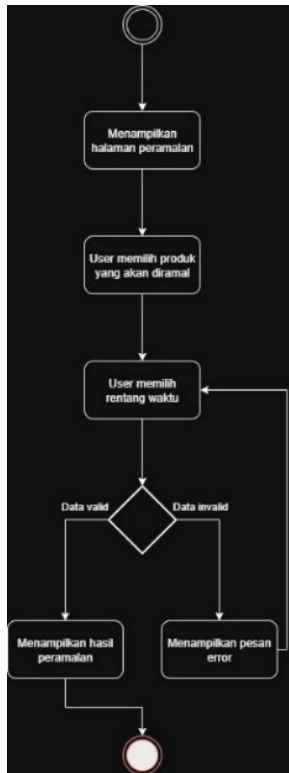 Menampilkan
halaman peramalan
User memilih produk
yang akan diramal
User memilih
rentang waktu
Data valid
Data invalid
Menampilkan hasil
peramalan
Menampilkan pesan
error